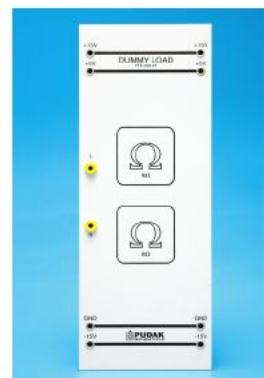 +15V +15V
DUMMY LOAD
+5V +5V
Ω
Ω
GND GND
-15V PUDAK -15V